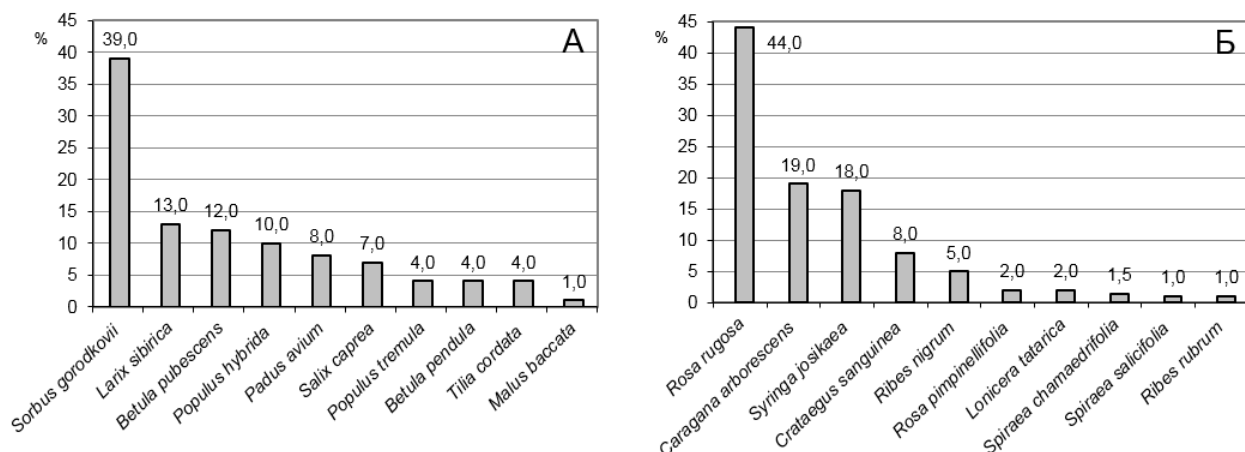 45
40
35
30
25
20
15
10
5
0
%
А
39,0
13,0
12,0
10,0
8,0
7,0
4,0
4,0
4,0
1,0
Sorbus gorodkovii
Larix sibirica
Betula pubescens
Populus hybrida
Padus avium
Salix caprea
Populus tremula
Betula pendula
Tilia cordata
Malus baccata
45
40
35
30
25
20
15
10
5
0
%
Б
44,0
19,0
18,0
8,0
5,0
2,0
2,0
1,5
1,0
1,0
Rosa rugosa
Caragana arborescens
Syringa josikaea
Crataegus sanguinea
Ribes nigrum
Rosa pimpinellifolia
Lonicera tatarica
Spiraea chamaedrifolia
Spiraea salicifolia
Ribes rubrum